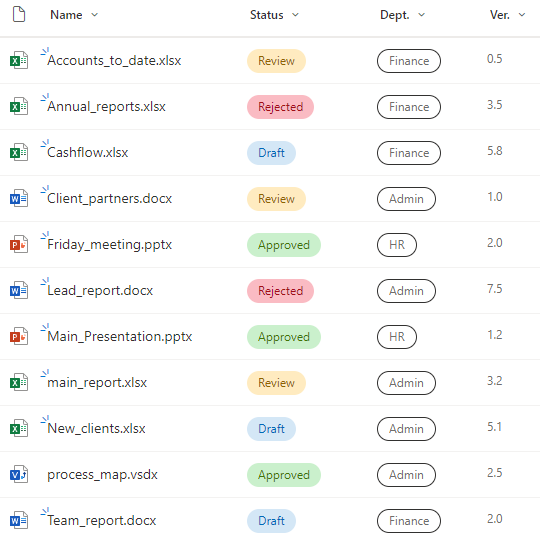 Name Status Dept. Ver.
Accounts_to_date.xlsx Review Finance 0.5
Annual_reports.xlsx Rejected Finance 3.5
Cashflow.xlsx Draft Finance 5.8
Client_partners.docx Review Admin 1.0
Friday_meeting.pptx Approved HR 2.0
Lead_report.docx Rejected Admin 7.5
Main_Presentation.pptx Approved HR 1.2
main_report.xlsx Review Admin 3.2
New_clients.xlsx Draft Admin 5.1
process_map.vsdx Approved Admin 2.5
Team_report.docx Draft Finance 2.0